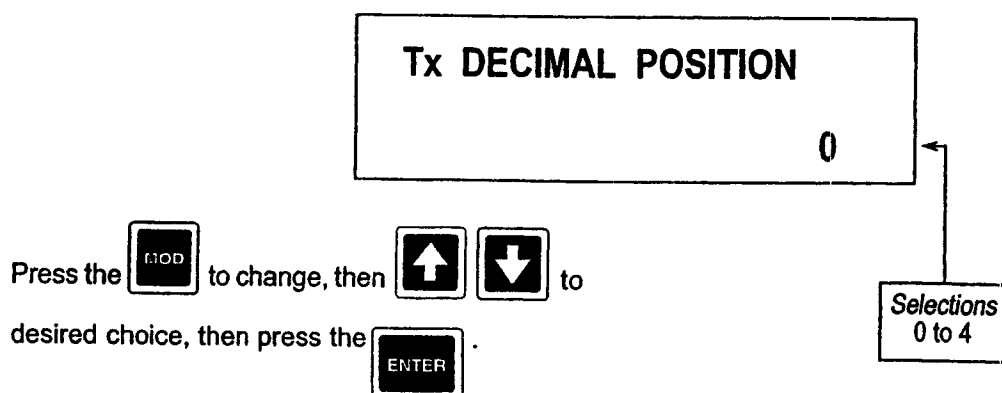 Tx DECIMAL POSITION
0
Press the MOD to change, then to
desired choice, then press the ENTER .
Selections
0 to 4